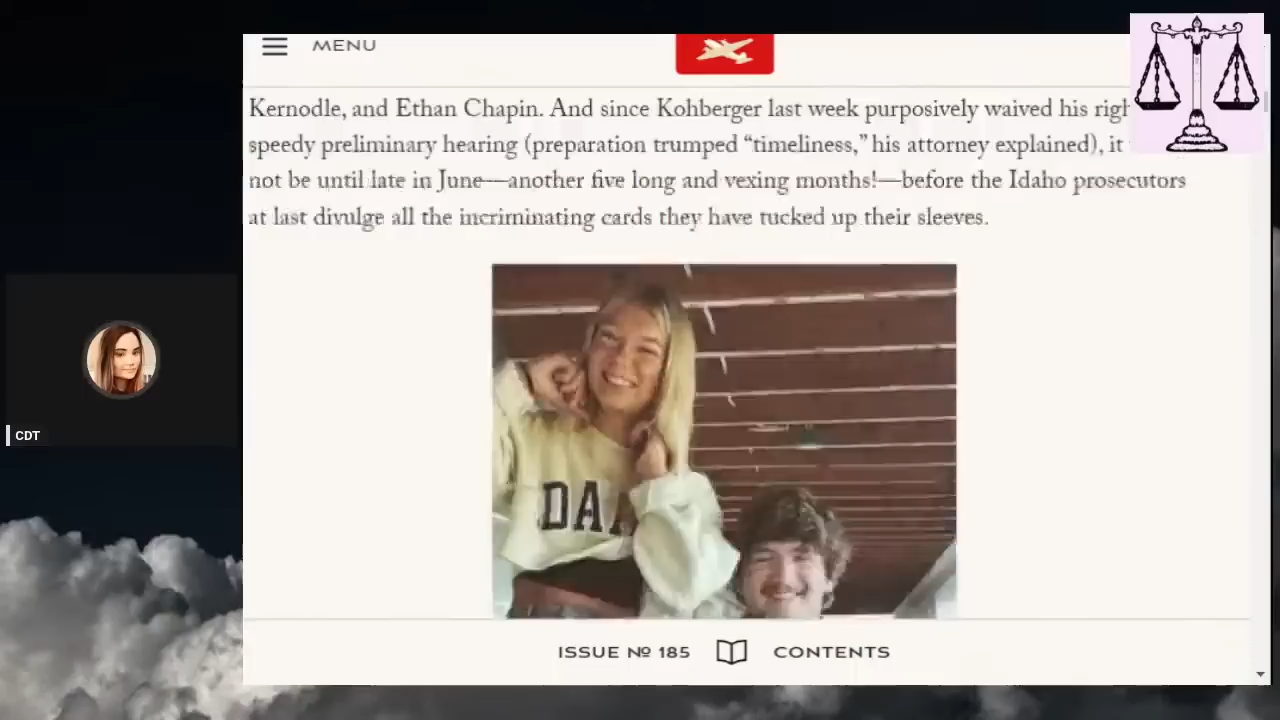 MENU
Kernodle, and Ethan Chapin. And since Kohberger last week purposively waived his
speedy preliminary hearing (preparation trumped “timeliness,” his attorney explained), it
not be until late in June—another five long and vexing months!—before the Idaho prosecutors
at last divulge all the incriminating cards they have tucked up their sleeves.
CDT
DA
ISSUE № 185 CONTENTS